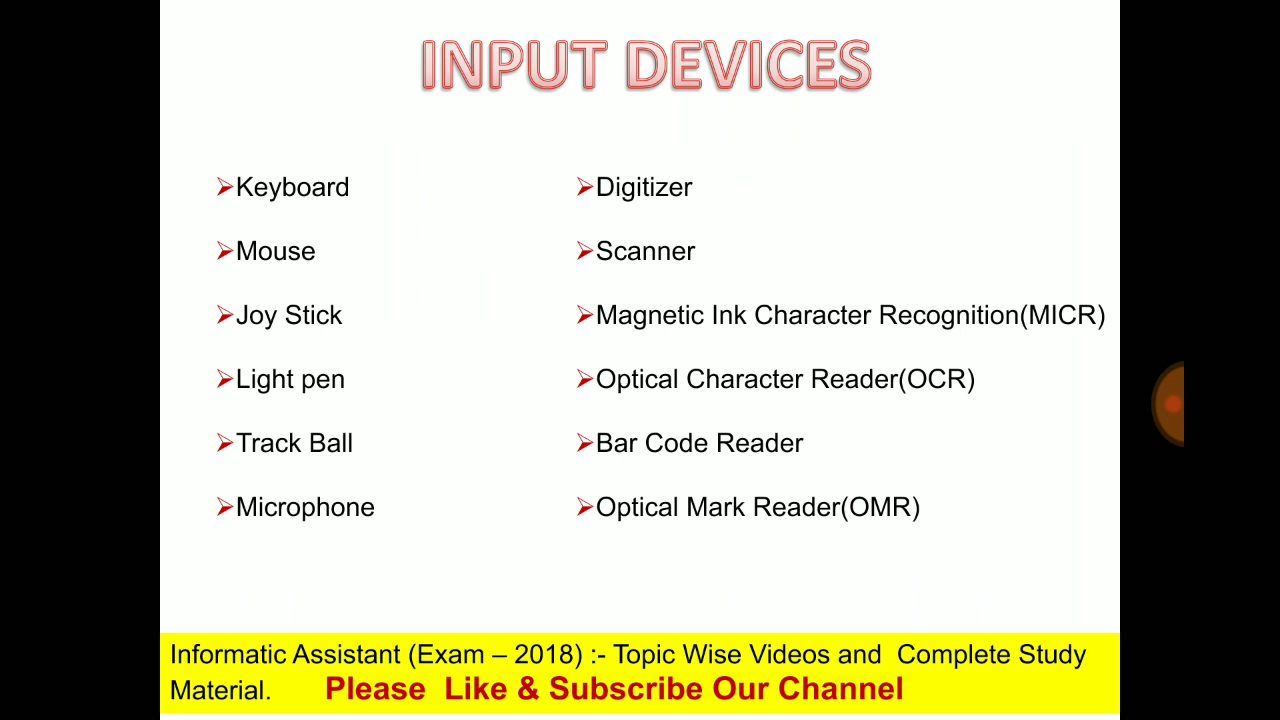 INPUT DEVICES
Keyboard
Mouse
Joy Stick
Light pen
Track Ball
Microphone
Digitizer
Scanner
Magnetic Ink Character Recognition(MICR)
Optical Character Reader(OCR)
Bar Code Reader
Optical Mark Reader(OMR)
Informatic Assistant (Exam – 2018) :- Topic Wise Videos and Complete Study
Material. Please Like & Subscribe Our Channel